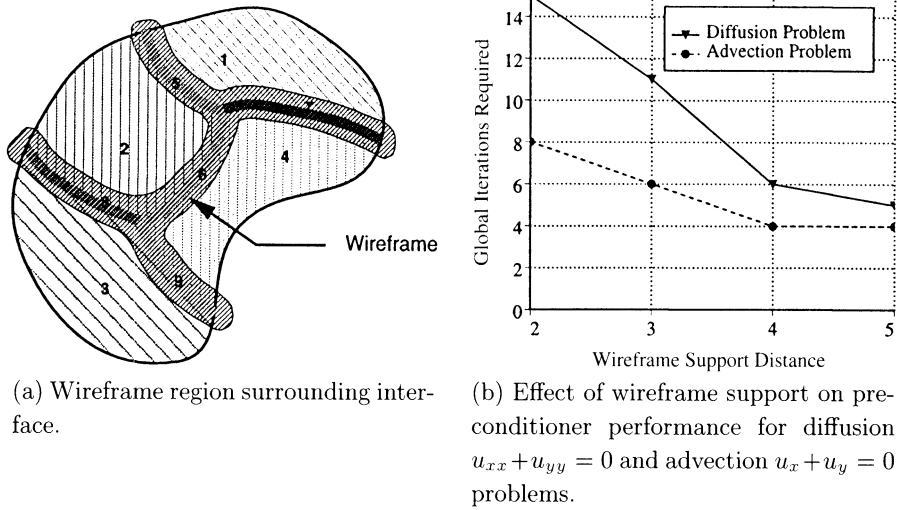 1
5
7
2
4
6
8
3
9
Wireframe
(a) Wireframe region surrounding inter-
face.
Global Iterations Required
14
12
10
8
6
4
2
0
Diffusion Problem
Advection Problem
2 3 4 5
Wireframe Support Distance
(b) Effect of wireframe support on pre-
conditioner performance for diffusion
u_{xx}+u_{yy} = 0 and advection u_x+u_y = 0
problems.